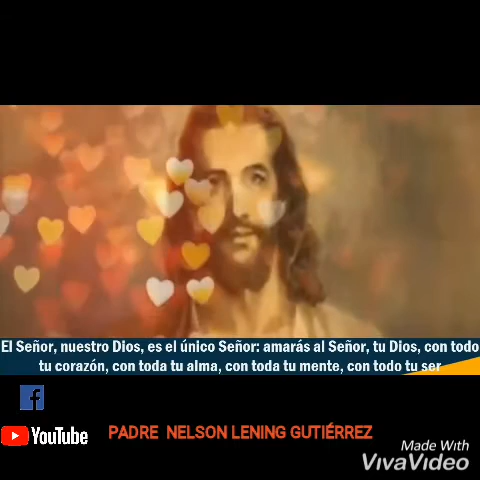 El Señor, nuestro Dios, es el único Señor: amarás al Señor, tu Dios, con todo
tu corazón, con toda tu alma, con toda tu mente, con todo tu ser
f
YouTube PADRE NELSON LENING GUTIÉRREZ
Made With
VivaVideo